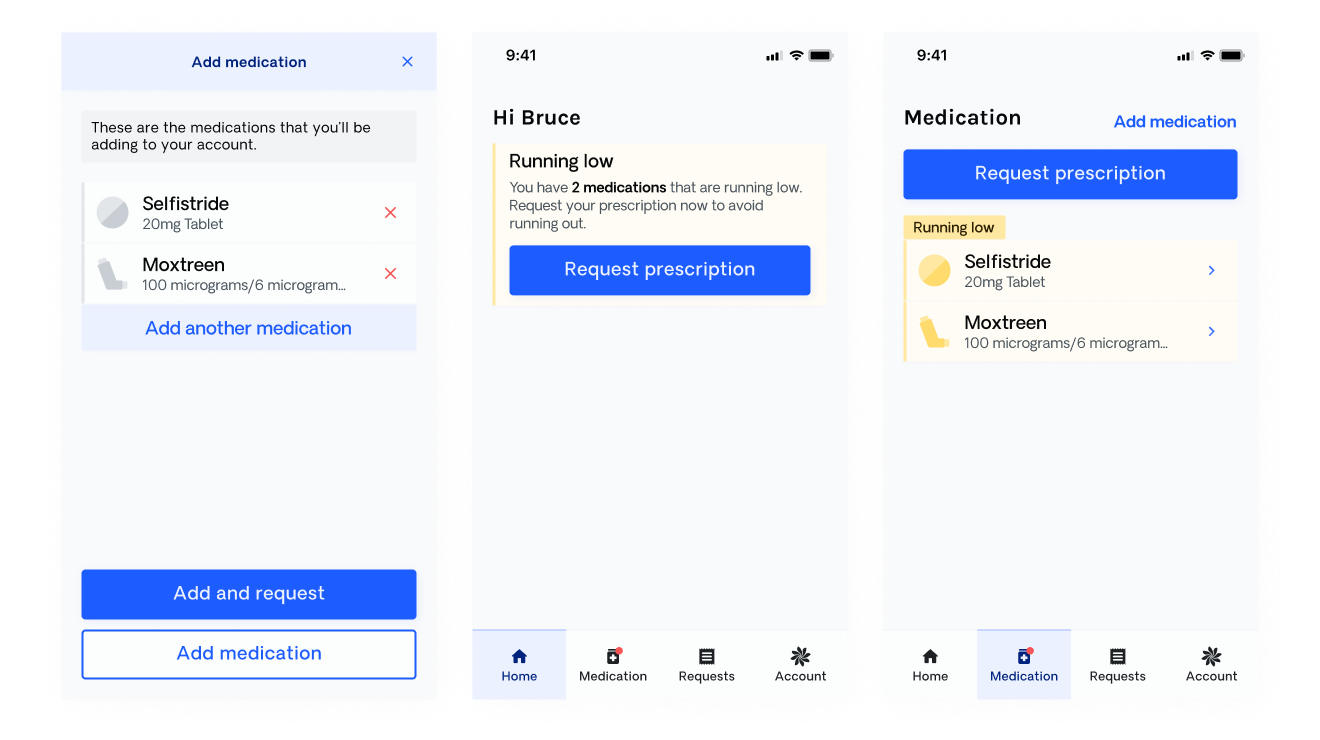 Add medication
These are the medications that you'll be
adding to your account.
Selfistride
20mg Tablet
Moxtreen
100 micrograms/6 microgram...
Add another medication
Add and request
Add medication
9:41
Hi Bruce
Running low
You have 2 medications that are running low.
Request your prescription now to avoid
running out.
Request prescription
Home
Medication
Requests
Account
9:41
Medication
Add medication
Request prescription
Running low
Selfistride
20mg Tablet
Moxtreen
100 micrograms/6 microgram...
Home
Medication
Requests
Account